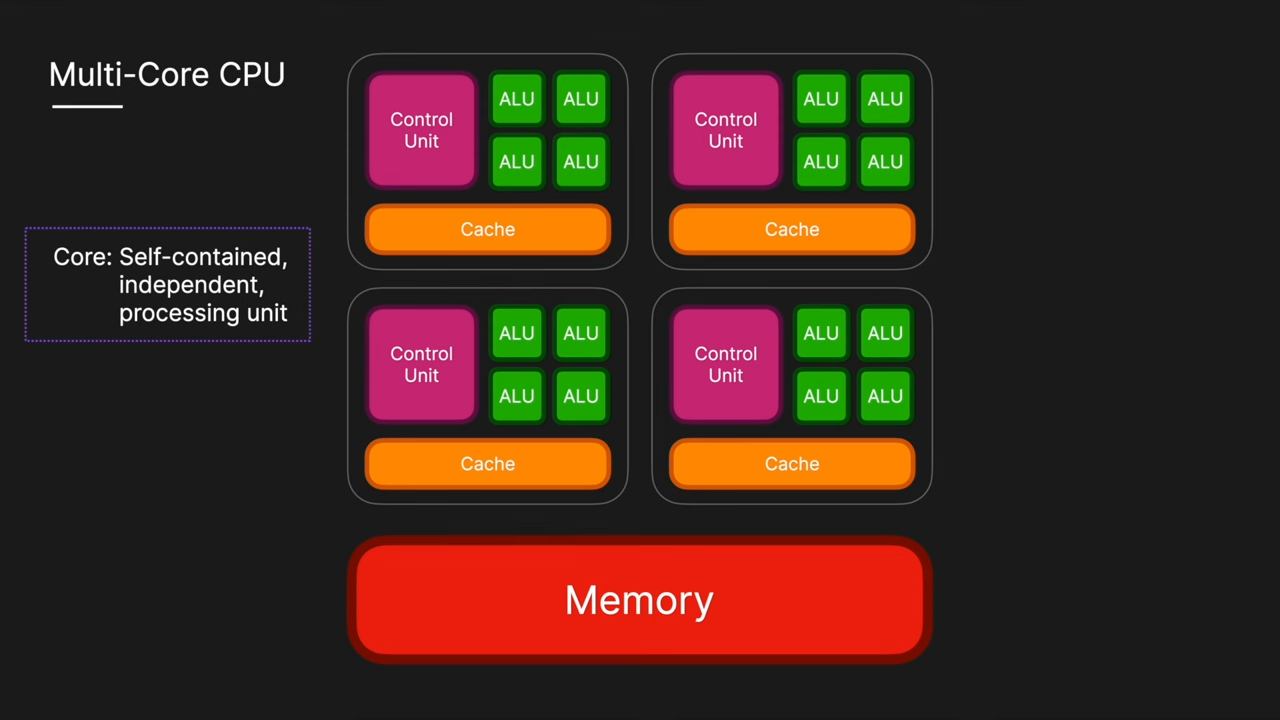 Multi-Core CPU
Core: Self-contained,
independent,
processing unit
Control
Unit
ALU ALU
ALU ALU
Cache
Control
Unit
ALU ALU
ALU ALU
Cache
Control
Unit
ALU ALU
ALU ALU
Cache
Control
Unit
ALU ALU
ALU ALU
Cache
Memory